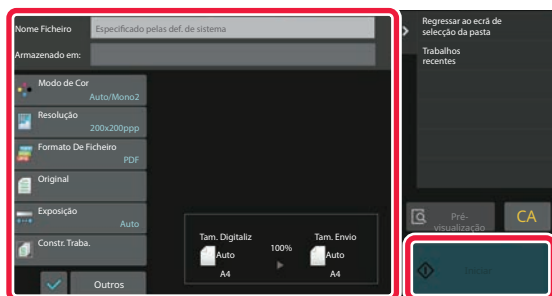 Nome Ficheiro
Especificado pelas def. de sistema
Armazenado em:
Modo de Cor
Auto/Mono2
Resolução
200x200ppp
Formato De Ficheiro
PDF
Original
Exposição
Auto
Constr. Traba.
Outros
Tam. Digitaliz
100%
Tam. Envio
Auto
Auto
A4
A4
Regressar ao ecrã de
selecção da pasta
Trabalhos
recentes
Pré-
visualização
CA
Iniciar